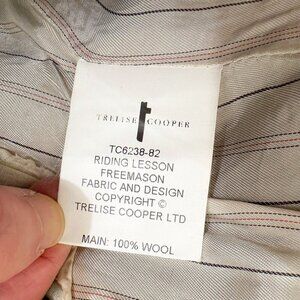 TRELISE COOPER
TC6238-82
RIDING LESSON
FREEMASON
FABRIC AND DESIGN
COPYRIGHT ©
TRELISE COOPER LTD
MAIN: 100% WOOL